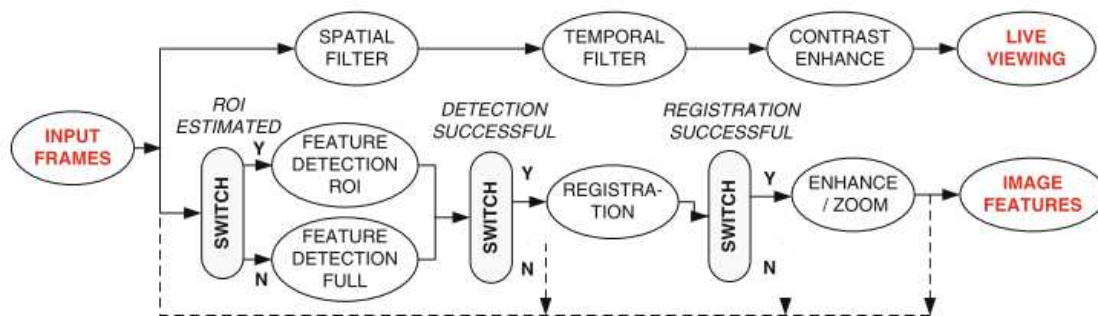 SPATIAL
FILTER
TEMPORAL
FILTER
CONTRAST
ENHANCE
LIVE
VIEWING
INPUT
FRAMES
ROI
ESTIMATED
SWITCH
Y
N
FEATURE
DETECTION
ROI
FEATURE
DETECTION
FULL
DETECTION
SUCCESSFUL
SWITCH
Y
N
REGISTRA-
TION
REGISTRATION
SUCCESSFUL
SWITCH
Y
N
ENHANCE
/ ZOOM
IMAGE
FEATURES